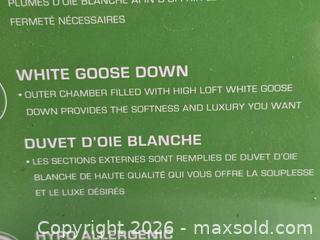 FERMETÉ NÉCESSAIRES
WHITE GOOSE DOWN
• OUTER CHAMBER FILLED WITH HIGH LOFT WHITE GOOSE
DOWN PROVIDES THE SOFTNESS AND LUXURY YOU WANT
DUVET D'OIE BLANCHE
• LES SECTIONS EXTERNES SONT REMPLIES DE DUVET D'OIE
BLANCHE DE HAUTE QUALITÉ QUI VOUS OFFRE LA SOUPLESSE
ET LE LUXE DÉSIRÉS
HYPO ALLERGENIC
Copyright 2026 - maxsold.com